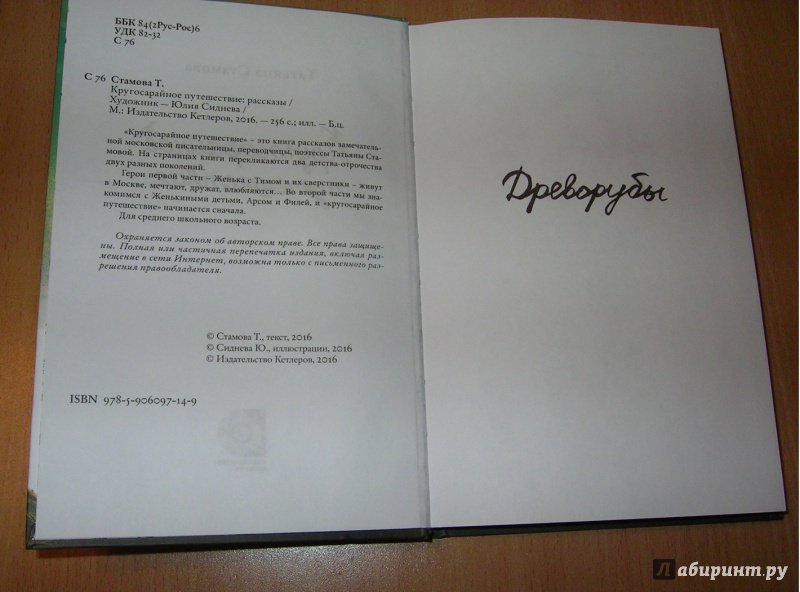 ББК 84(2Рус-Рос)6
УДК 82-32
С 76
С 76 Стамова Т.
Кругосарайное путешествие: рассказы /
Художник — Юлия Сиднева /
М.: Издательство Кетлеров, 2016. — 256 с.; илл. — Б.ц.
«Кругосарайное путешествие» – это книга рассказов замечатель-
ной московской писательницы, переводчицы, поэтессы Татьяны Ста-
мовой. На страницах книги перекликаются два детства-отрочества
двух разных поколений.
Герои первой части – Женька с Тимом и их сверстники – живут
в Москве, мечтают, дружат, влюбляются... Во второй части мы зна-
комимся с Женькиными детьми, Арсом и Филей, и «кругосарайное
путешествие» начинается сначала.
Для среднего школьного возраста.
Охраняется законом об авторском праве. Все права защище-
ны. Полная или частичная перепечатка издания, включая раз-
мещение в сети Интернет, возможна только с письменного раз-
решения правообладателя.
© Стамова Т., текст, 2016
© Сиднева Ю., иллюстрации, 2016
© Издательство Кетлеров, 2016
ISBN 978-5-906097-14-9
Древорубы
Лабиринт.ру